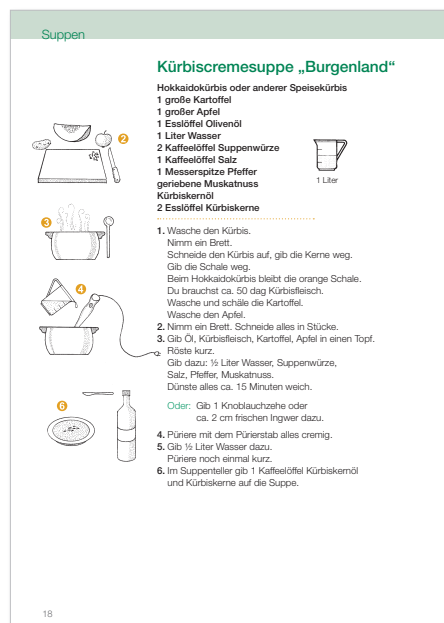 Suppen
Kürbiscremesuppe „Burgenland“
Hokkaidokürbis oder anderer Speisekürbis
1 große Kartoffel
1 großer Apfel
1 Esslöffel Olivenöl
1 Liter Wasser
2 Kaffeelöffel Suppenwürze
1 Kaffeelöffel Salz
1 Messerspitze Pfeffer
geriebene Muskatnuss
Kürbiskernöl
2 Esslöffel Kürbiskerne
1 Liter
2
3
4
6
1. Wasche den Kürbis.
Nimm ein Brett.
Schneide den Kürbis auf, gib die Kerne weg.
Gib die Schale weg.
Beim Hokkaidokürbis bleibt die orange Schale.
Du brauchst ca. 50 dag Kürbisfleisch.
Wasche und schäle die Kartoffel.
Wasche den Apfel.
2. Nimm ein Brett. Schneide alles in Stücke.
3. Gib Öl, Kürbisfleisch, Kartoffel, Apfel in einen Topf.
Röste kurz.
Gib dazu: ½ Liter Wasser, Suppenwürze,
Salz, Pfeffer, Muskatnuss.
Dünste alles ca. 15 Minuten weich.
Oder: Gib 1 Knoblauchzehe oder
ca. 2 cm frischen Ingwer dazu.
4. Püriere mit dem Pürierstab alles cremig.
5. Gib ½ Liter Wasser dazu.
Püriere noch einmal kurz.
6. Im Suppenteller gib 1 Kaffeelöffel Kürbiskernöl
und Kürbiskerne auf die Suppe.
18